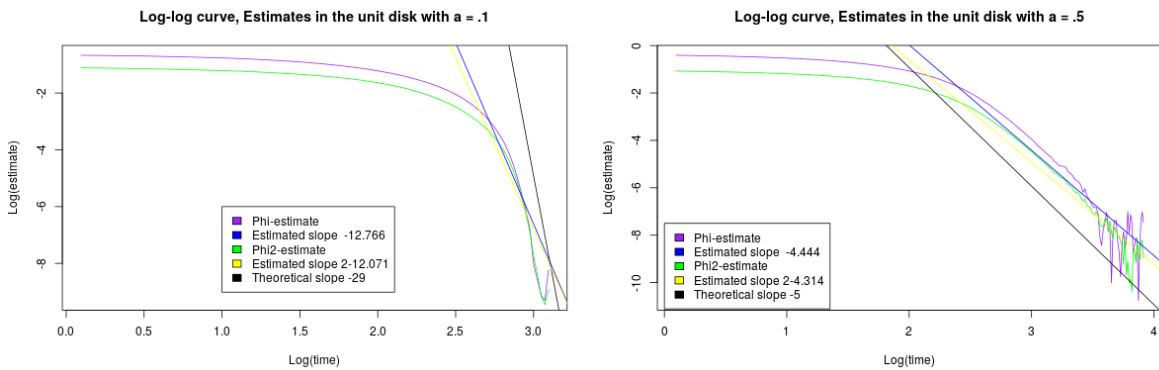 Log-log curve, Estimates in the unit disk with a = .1
-2
-4
-6
-8
Log(estimate)
Phi-estimate
Estimated slope -12.766
Phi2-estimate
Estimated slope 2-12.071
Theoretical slope -29
0.0 0.5 1.0 1.5 2.0 2.5 3.0
Log(time)
Log-log curve, Estimates in the unit disk with a = .5
0
-2
-4
-6
-8
-10
Log(estimate)
Phi-estimate
Estimated slope -4.444
Phi2-estimate
Estimated slope 2-4.314
Theoretical slope -5
0 1 2 3 4
Log(time)